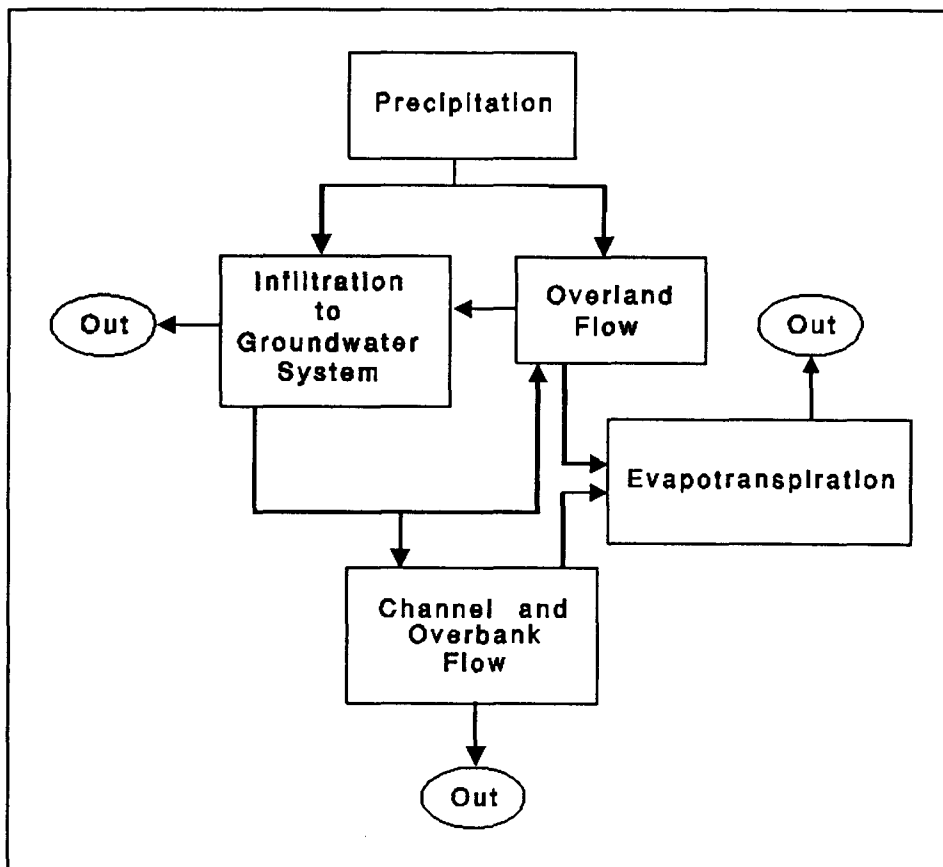 Precipitation
Infiltration
to
Groundwater
System
Overland
Flow
Out
Out
Evapotranspiration
Channel and
Overbank
Flow
Out